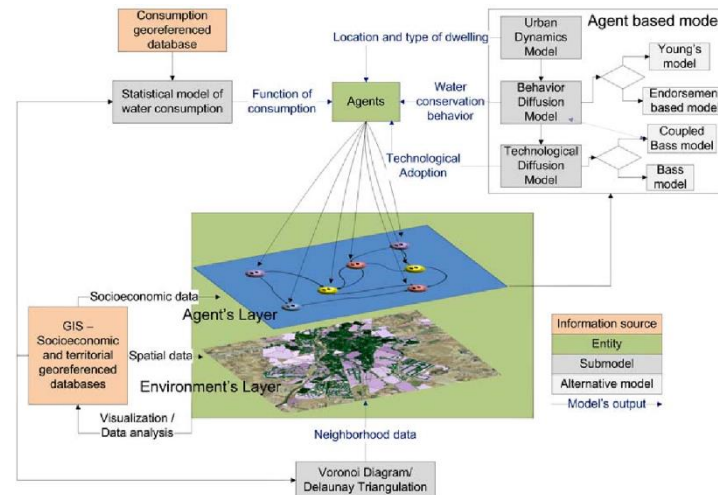 Consumption
georeferenced
database
Statistical model of
water consumption
Function of
consumption
Location and type of dwelling
Agents
Water
conservation
behavior
Technological
Adoption
Agent based model
Urban
Dynamics
Model
Behavior
Diffusion
Model
Technological
Diffusion
Model
Young's
model
Endorsement
based model
Coupled
Bass model
Bass
model
Socioeconomic data
Agent's Layer
GIS –
Socioeconomic
and territorial
georeferenced
databases
Spatial data
Environment's Layer
Visualization /
Data analysis
Neighborhood data
Voronoi Diagram/
Delaunay Triangulation
Information source
Entity
Submodel
Alternative model
Model's output